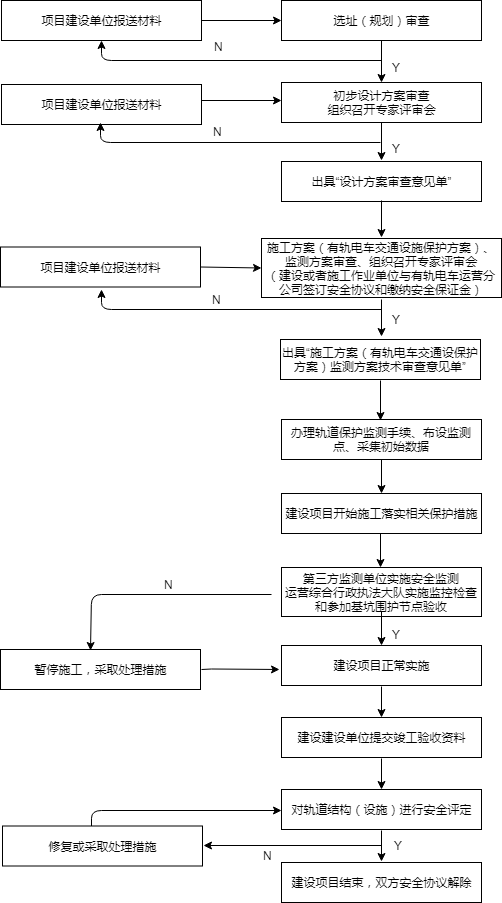 项目建设单位报送材料
选址（规划）审查
N
Y
项目建设单位报送材料
初步设计方案审查
组织召开专家评审会
N
Y
出具“设计方案审查意见单”
项目建设单位报送材料
施工方案（有轨电车交通设施保护方案）、
监测方案审查、组织召开专家评审会
（建设或者施工作业单位与有轨电车运营分
公司签订安全协议和缴纳安全保证金）
N
Y
出具“施工方案（有轨电车交通设保护
方案）监测方案技术审查意见单”
办理轨道保护监测手续、布设监测
点、采集初始数据
建设项目开始施工落实相关保护措施
第三方监测单位实施安全监测
运营综合行政执法大队实施监控检查
和参加基坑围护节点验收
N
Y
暂停施工，采取处理措施
建设项目正常实施
建设建设单位提交竣工验收资料
对轨道结构（设施）进行安全评定
修复或采取处理措施
Y
N
建设项目结束，双方安全协议解除